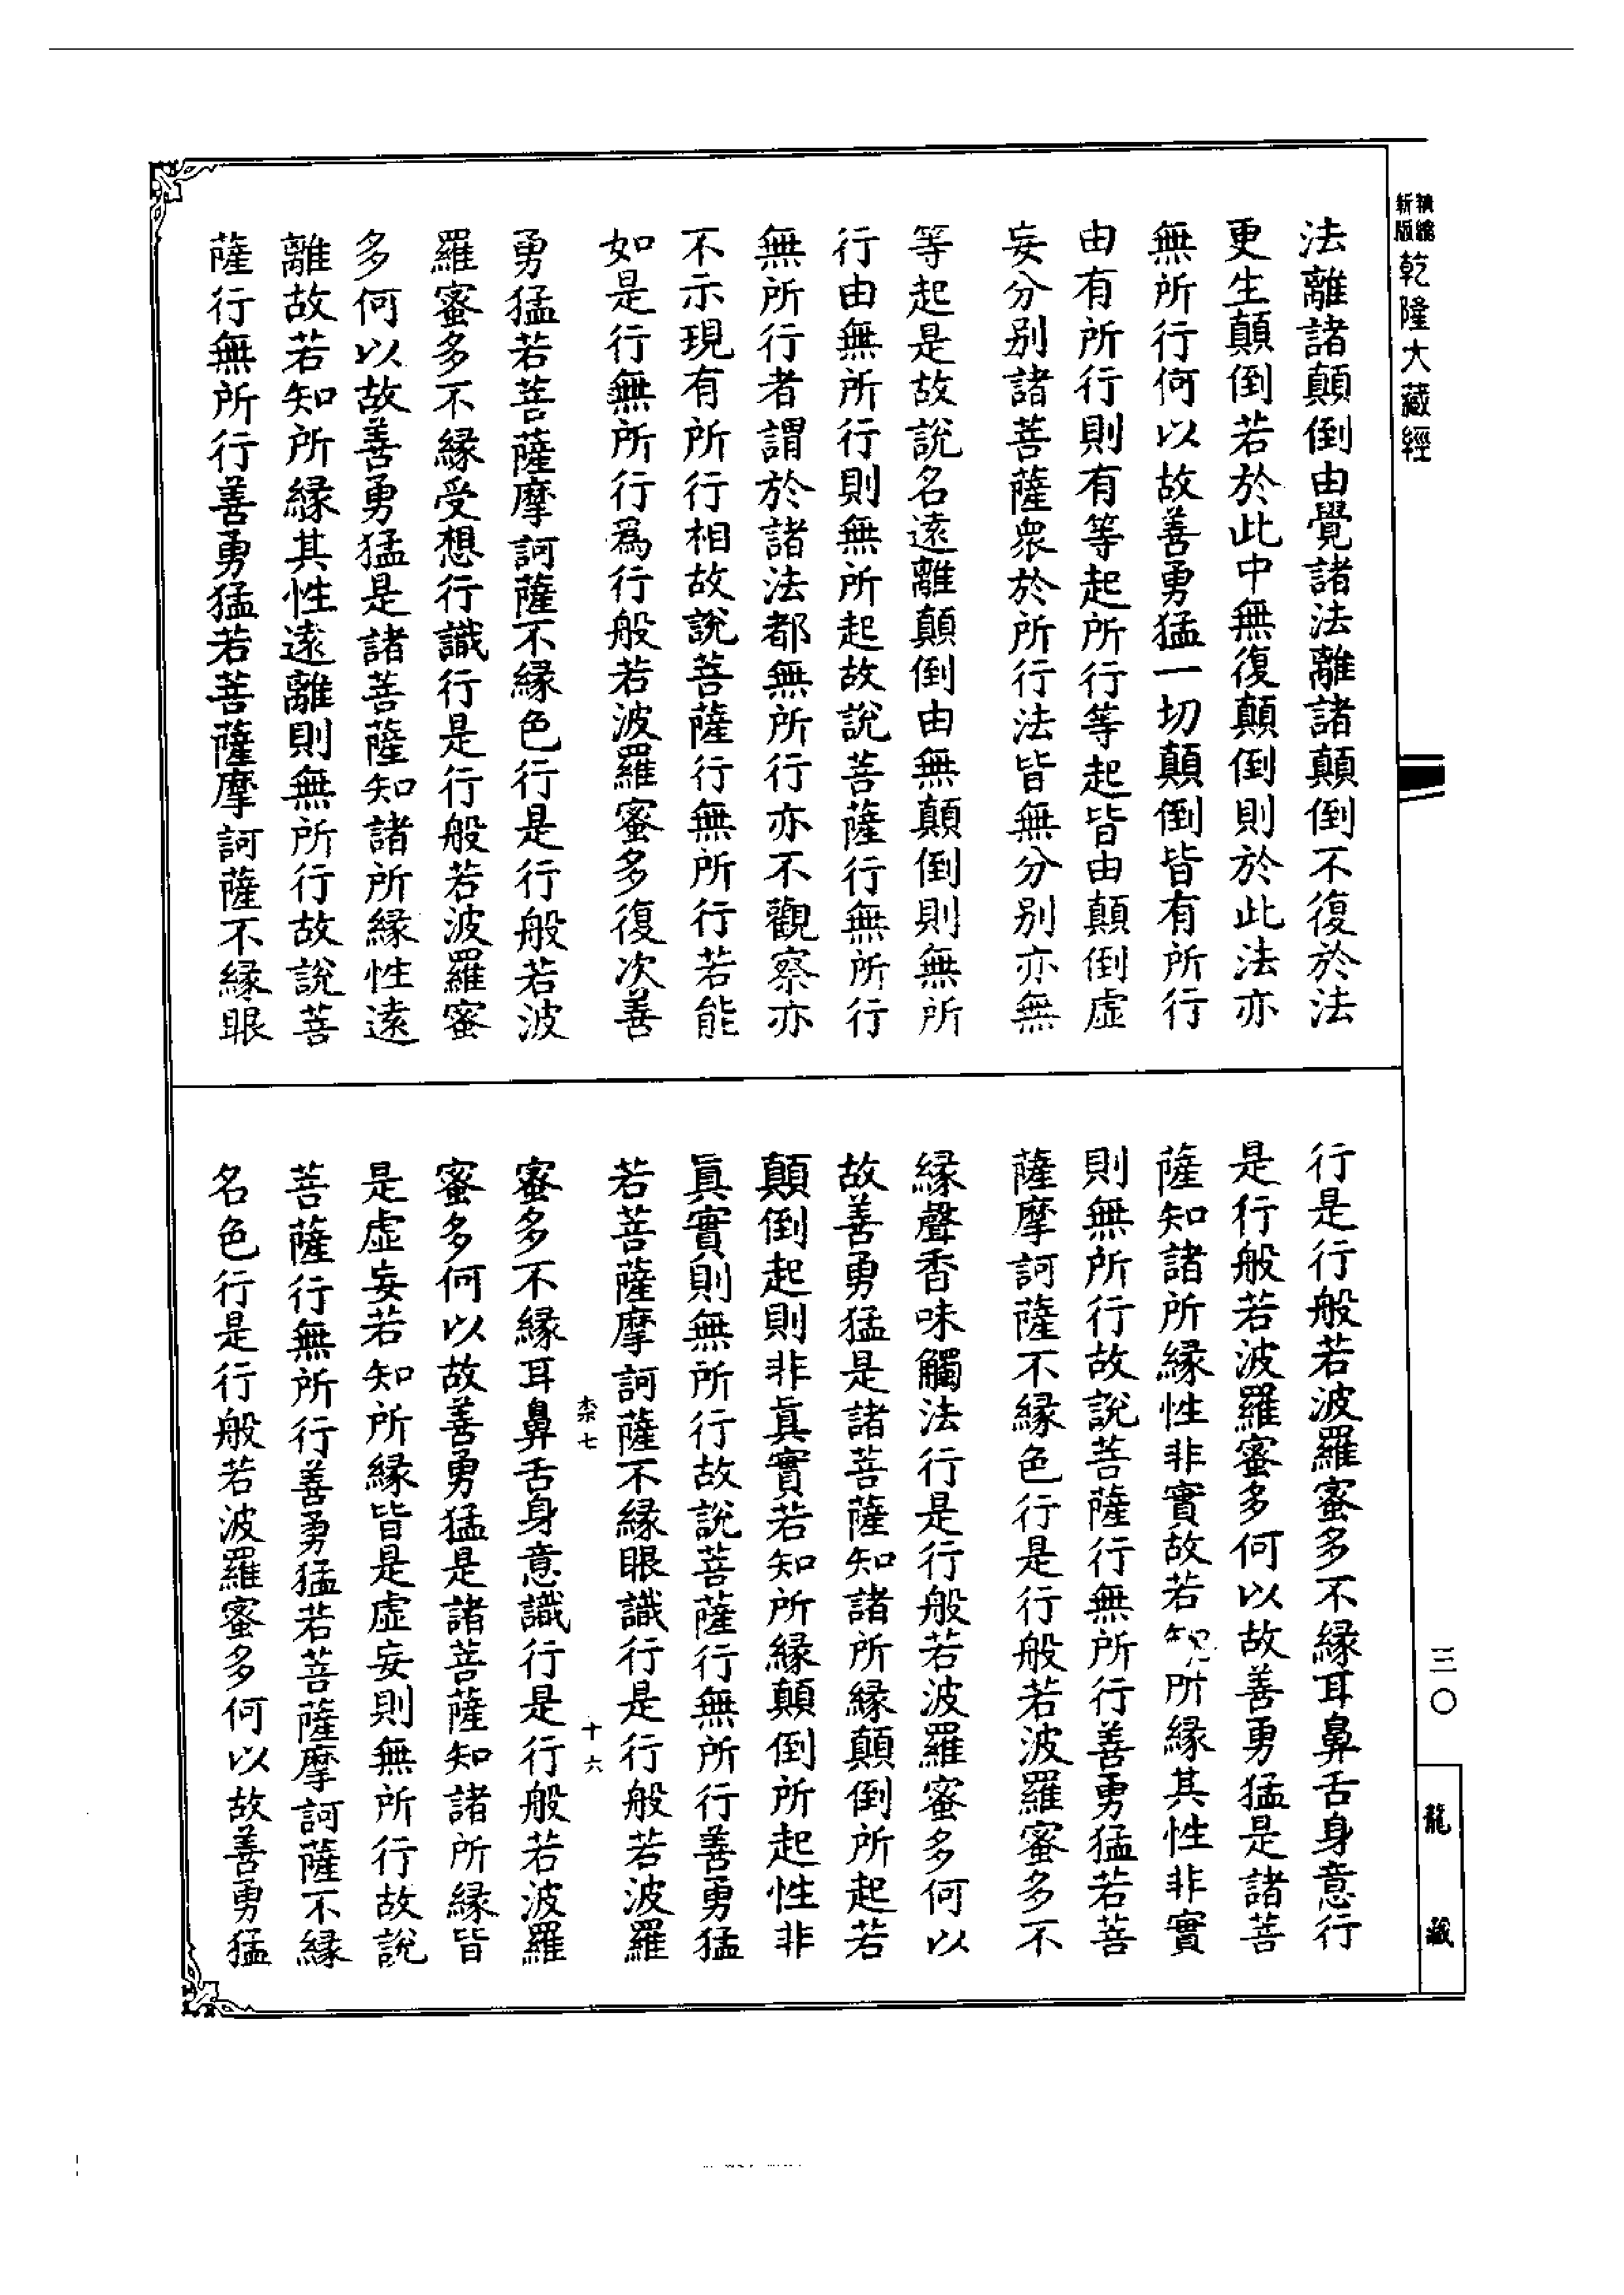 新版精縮乾隆大藏經
法離諸顛倒由覺諸法離諸顛倒不復於法
更生顛倒若於此中無復顛倒則於此法亦
無所行何以故善勇猛一切顛倒皆有所行
由有所行則有等起所行等起皆由顛倒虛
妄分別諸菩薩衆於所行法皆無分別亦無
等起是故說名遠離顛倒由無顛倒則無所
行由無所行則無所起故說菩薩行無所行
無所行者謂於諸法都無所行亦不觀察亦
不示現有所行相故說菩薩行無所行若能
如是行無所行爲行般若波羅蜜多復次善
勇猛若菩薩摩訶薩不緣色行是行般若波
羅蜜多不緣受想行識行是行般若波羅蜜
多何以故善勇猛是諸菩薩知諸所緣性遠
離故若知所緣其性遠離則無所行故說菩
薩行無所行善勇猛若菩薩摩訶薩不緣眼
行是行般若波羅蜜多不緣耳鼻舌身意行
是行般若波羅蜜多何以故善勇猛是諸菩
薩知諸所緣性非實故若知所緣其性非實
則無所行故說菩薩行無所行善勇猛若菩
薩摩訶薩不緣色行是行般若波羅蜜多不
緣聲香味觸法行是行般若波羅蜜多何以
故善勇猛是諸菩薩知諸所緣顛倒所起若
顛倒起則非眞實若知所緣顛倒所起性非
眞實則無所行故說菩薩行無所行善勇猛
若菩薩摩訶薩不緣眼識行是行般若波羅
柰七 十六
蜜多不緣耳鼻舌身意識行是行般若波羅
蜜多何以故善勇猛是諸菩薩知諸所緣皆
是虛妄若知所緣皆是虛妄則無所行故說
菩薩行無所行善勇猛若菩薩摩訶薩不緣
名色行是行般若波羅蜜多何以故善勇猛
三〇
龍藏